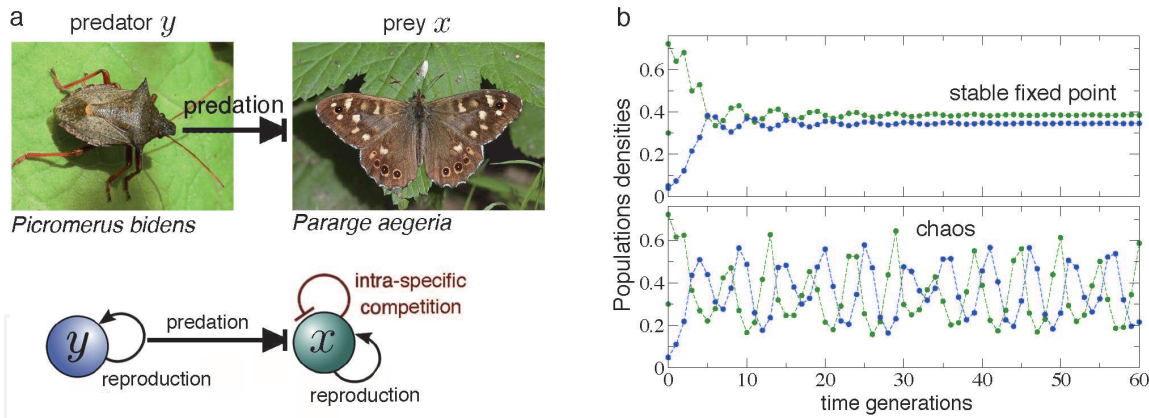 a
predator y
prey x
predation
Picromerus bidens
Pararge aegeria
intra-specific
competition
predation
y
x
reproduction
reproduction
b
Populations densities
0.6
0.4
0.2
0
stable fixed point
0.6
0.4
0.2
0
chaos
0
10
20
30
40
50
60
time generations